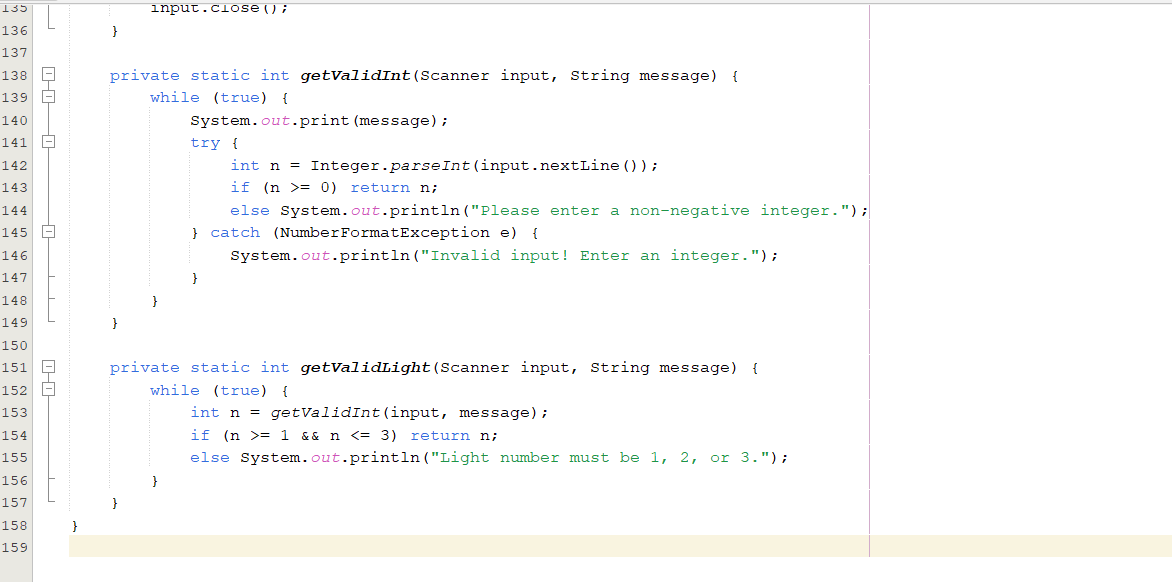 135 input.close();
136 }
137
138 private static int getValidInt(Scanner input, String message) {
139 while (true) {
140 System.out.print(message);
141 try {
142 int n = Integer.parseInt(input.nextLine());
143 if (n >= 0) return n;
144 else System.out.println("Please enter a non-negative integer.");
145 } catch (NumberFormatException e) {
146 System.out.println("Invalid input! Enter an integer.");
147 }
148 }
149 }
150
151 private static int getValidLight(Scanner input, String message) {
152 while (true) {
153 int n = getValidInt(input, message);
154 if (n >= 1 && n <= 3) return n;
155 else System.out.println("Light number must be 1, 2, or 3.");
156 }
157 }
158 }
159